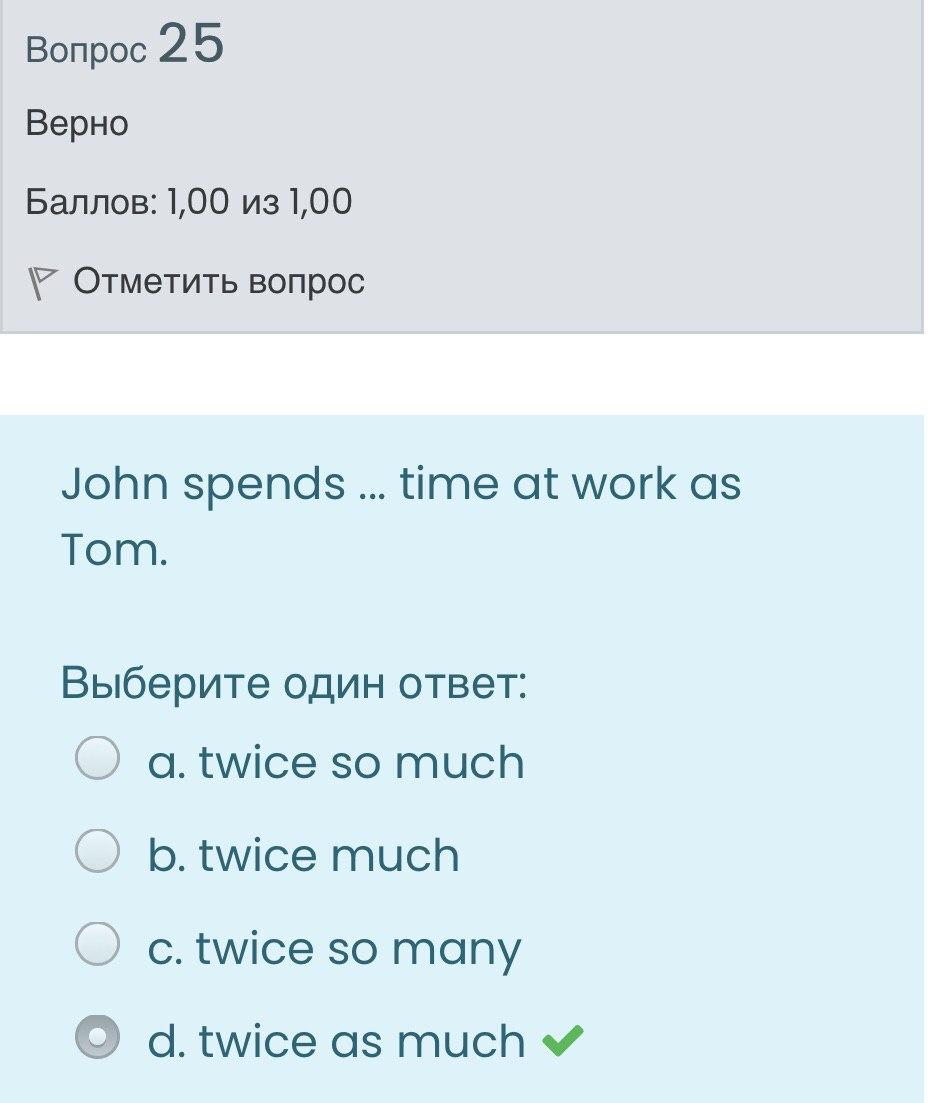 Вопрос 25
Верно
Баллов: 1,00 из 1,00
Отметить вопрос
John spends ... time at work as
Tom.
Выберите один ответ:
a. twice so much
b. twice much
c. twice so many
d. twice as much